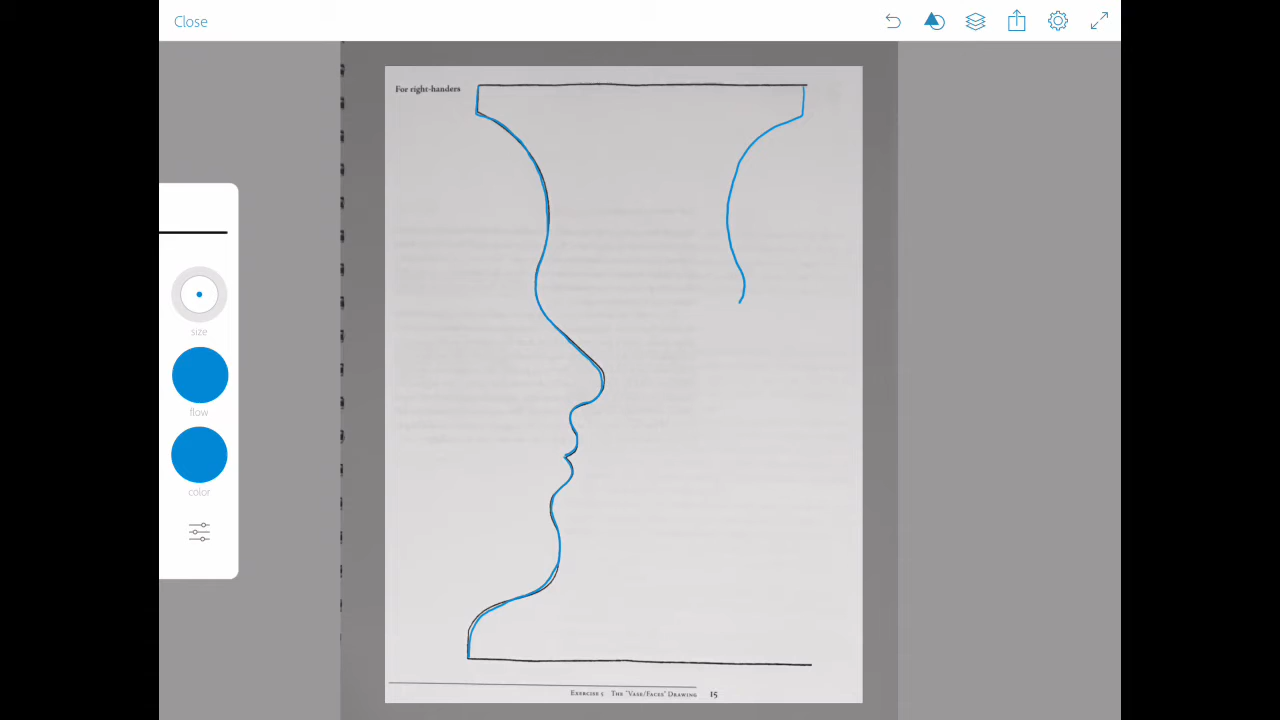 Close
For right-handers
size
flow
color
Exercise 1 The "Vase/Faces" Drawing 15